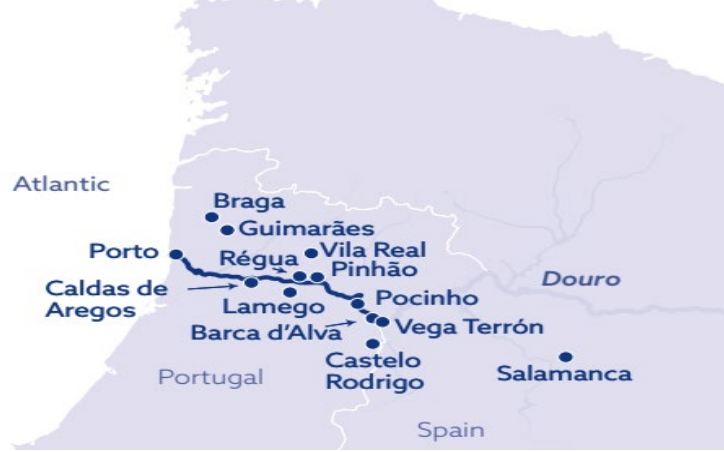 Atlantic
Braga
Guimarães
Porto
Régua
Vila Real
Pinhão
Caldas de
Aregos
Lamego
Pocinho
Douro
Barca d'Alva
Vega Terrón
Castelo
Rodrigo
Salamanca
Portugal
Spain